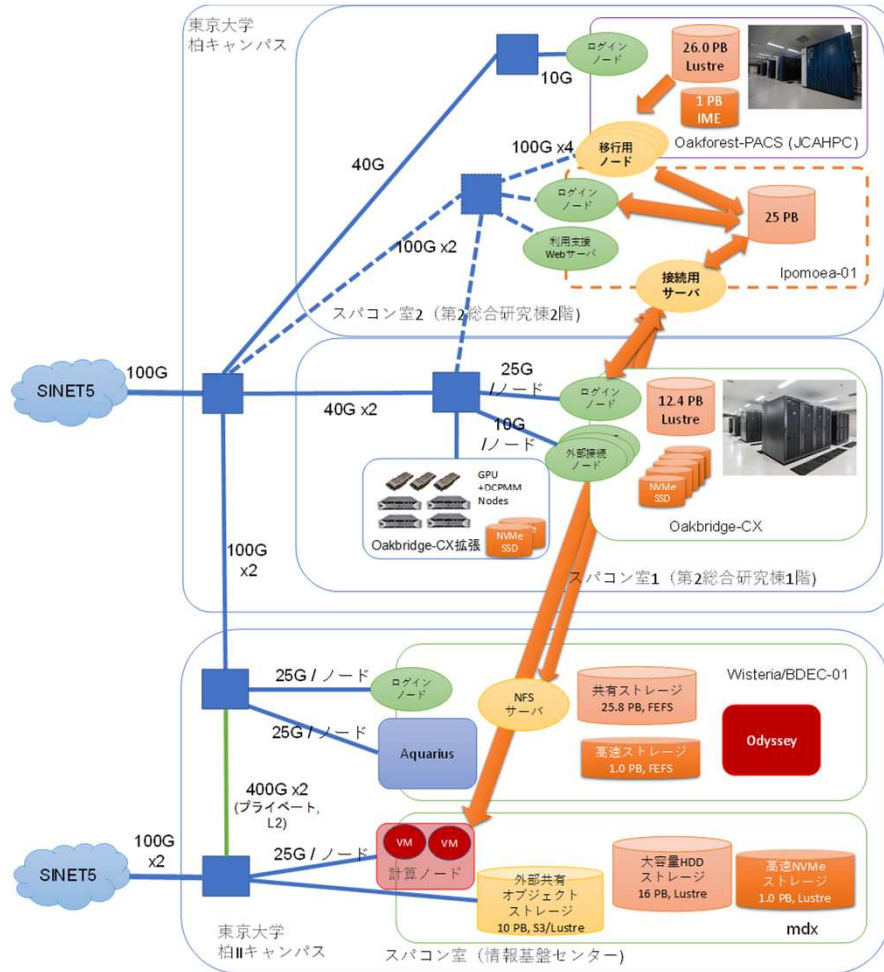 東京大学
柏キャンパス
ログイン
ノード
10G
26.0 PB
Lustre
1 PB
IME
Oakforest-PACS (JCAHPC)
40G
100G x4
移行用
ノード
ログイン
ノード
25 PB
100G x2
利用支援
Webサーバ
Ipomoea-01
接続用
サーバ
スパコン室2（第2総合研究棟2階）
SINET5
100G
40G x2
25G
/ノード
ログイン
ノード
10G
/ノード
外部接続
ノード
12.4 PB
Lustre
NVMe
SSD
Oakbridge-CX
GPU
+DCPMM
Nodes
Oakbridge-CX拡張
NVMe
SSD
スパコン室1（第2総合研究棟1階）
100G
x2
25G / ノード
ログイン
ノード
25G / ノード
Aquarius
NFS
サーバ
Wisteria/BDEC-01
共有ストレージ
25.8 PB, FEFS
高速ストレージ
1.0 PB, FEFS
Odyssey
400G x2
(プライベート,
L2)
SINET5
100G
x2
25G / ノード
VM
VM
計算ノード
外部共有
オブジェクト
ストレージ
10 PB, S3/Lustre
大容量HDD
ストレージ
16 PB, Lustre
高速NVMe
ストレージ
1.0 PB, Lustre
mdx
東京大学
柏IIキャンパス
スパコン室（情報基盤センター）